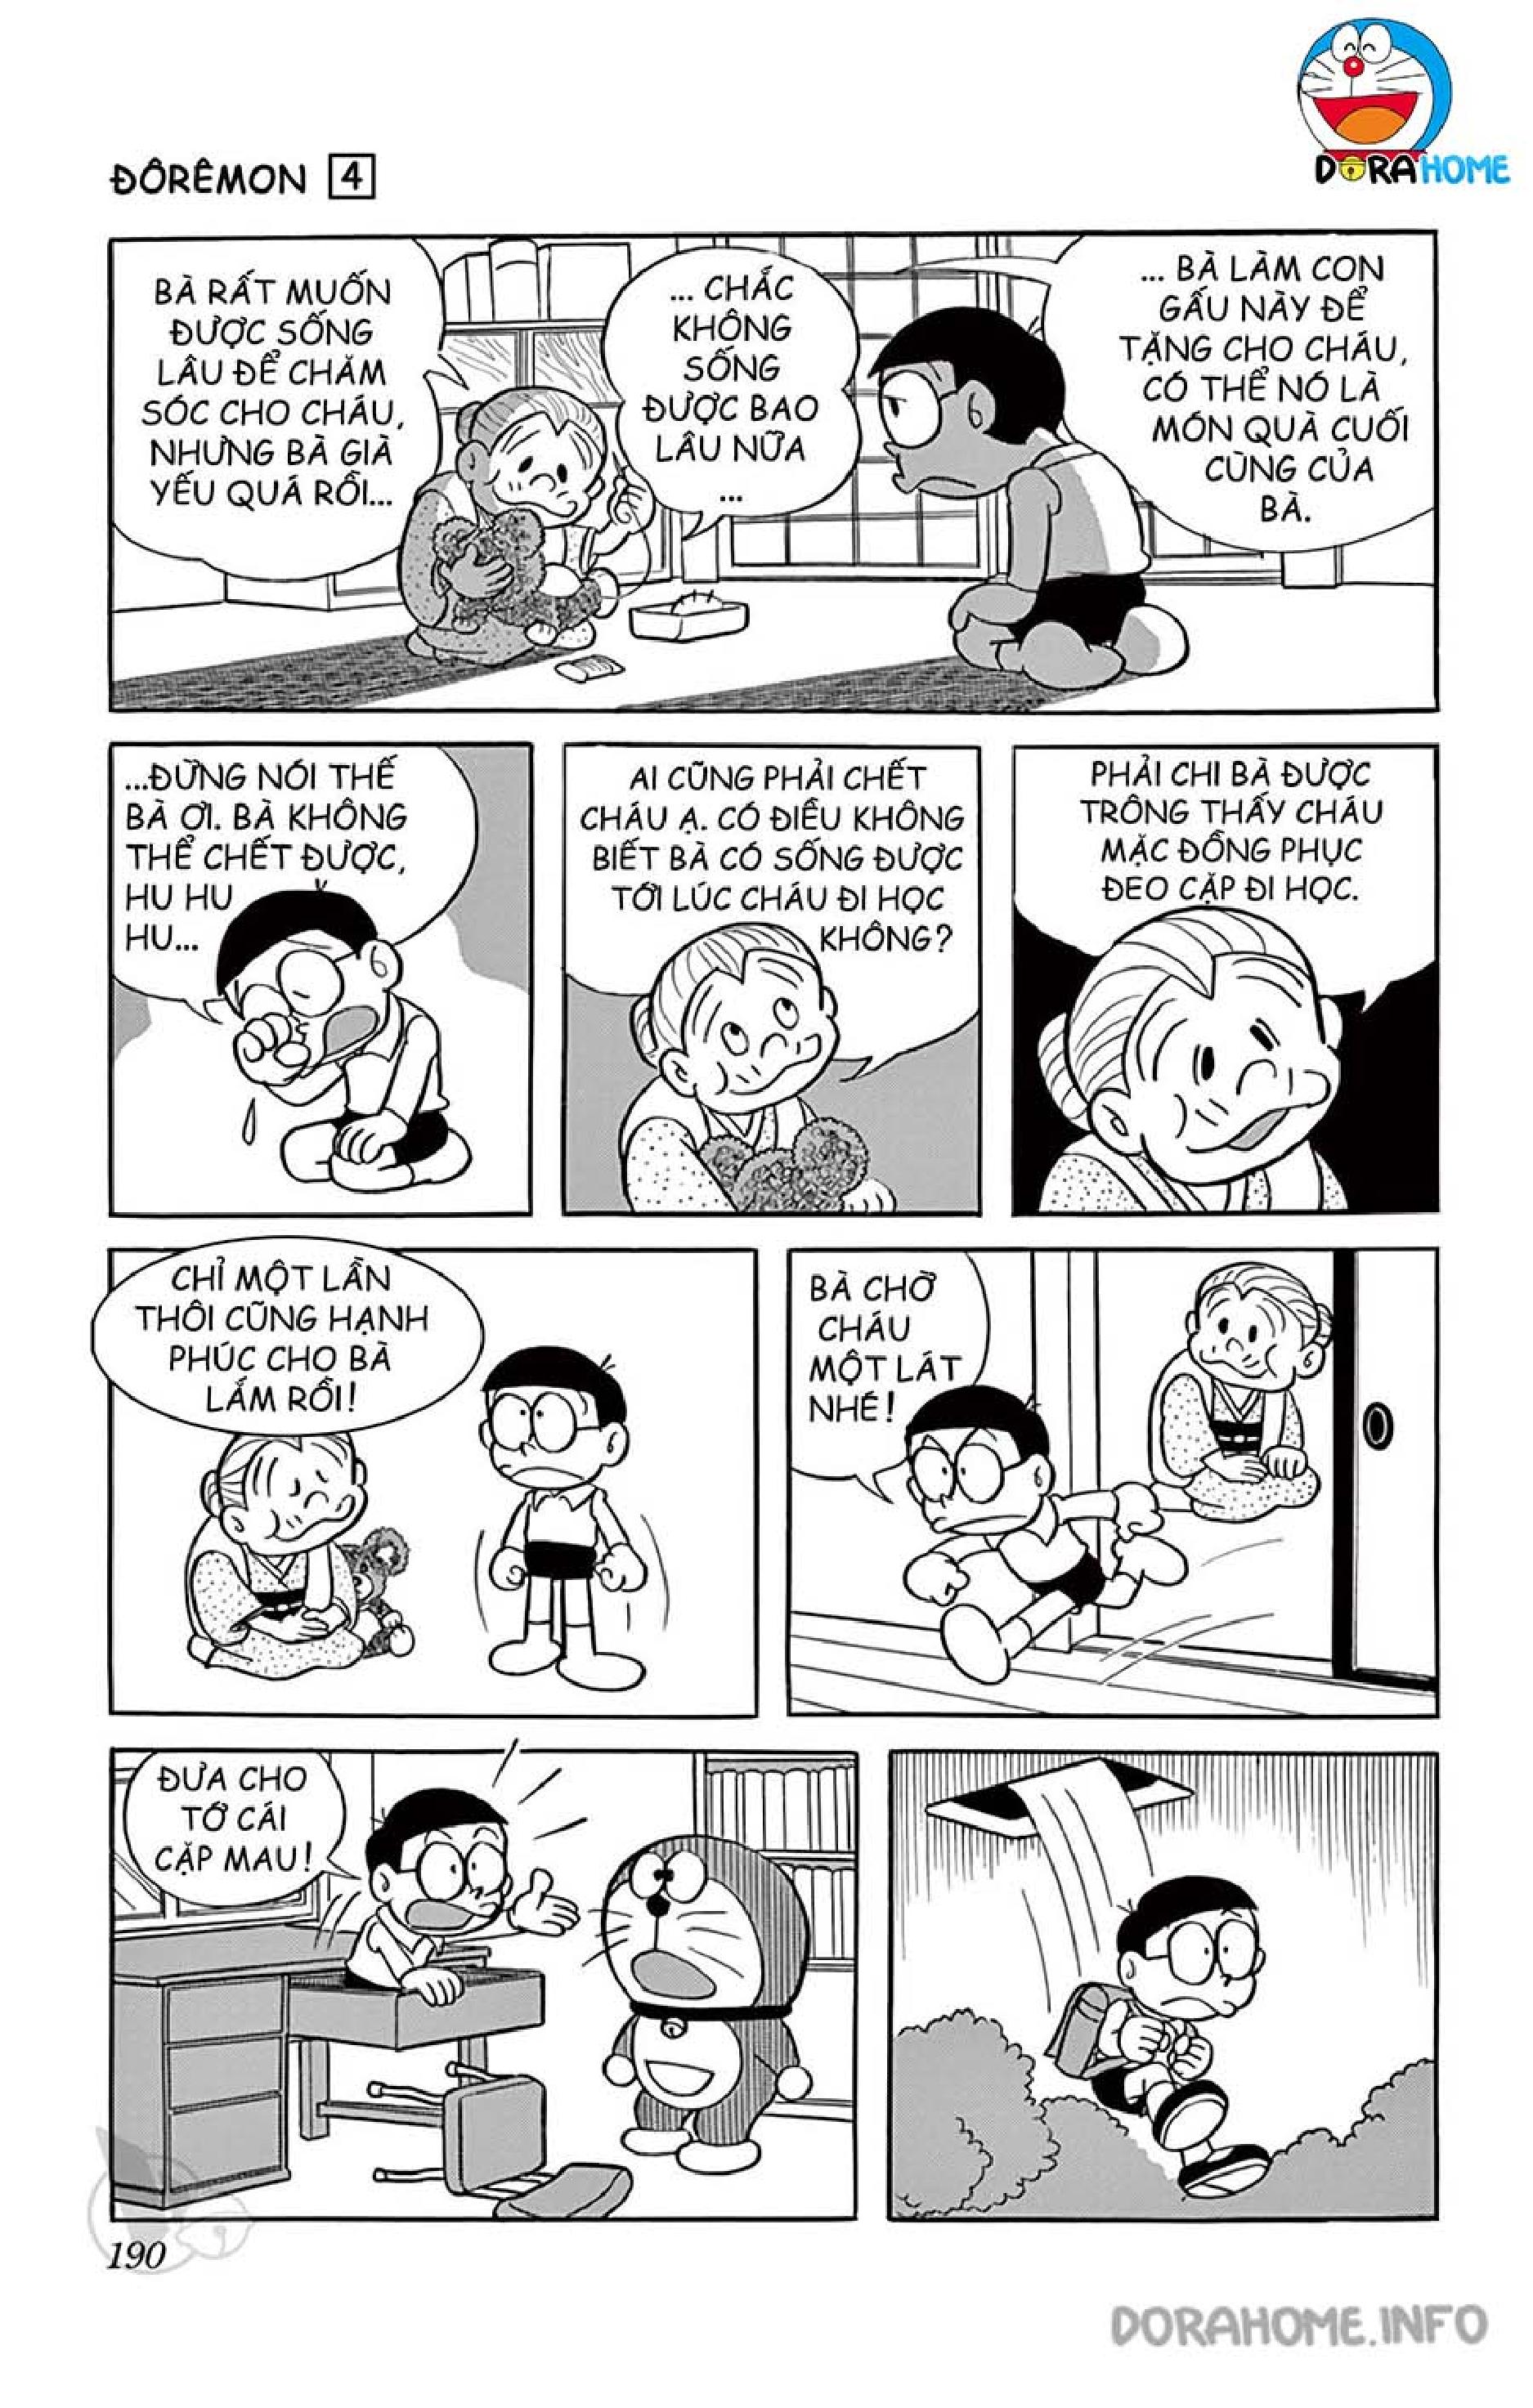 DORAHOME
ĐÔRÊMON 4
BÀ RẤT MUỐN
ĐƯỢC SỐNG
LÂU ĐỂ CHĂM
SÓC CHO CHÁU,
NHƯNG BÀ GIÀ
YẾU QUÁ RỒI...
... CHẮC
KHÔNG
SỐNG
ĐƯỢC BAO
LÂU NỮA
...
... BÀ LÀM CON
GẤU NÀY ĐỂ
TẶNG CHO CHÁU,
CÓ THỂ NÓ LÀ
MÓN QUÀ CUỐI
CÙNG CỦA
BÀ.
...ĐỪNG NÓI THẾ
BÀ ƠI. BÀ KHÔNG
THỂ CHẾT ĐƯỢC,
HU HU
HU...
AI CŨNG PHẢI CHẾT
CHÁU Ạ. CÓ ĐIỀU KHÔNG
BIẾT BÀ CÓ SỐNG ĐƯỢC
TỚI LÚC CHÁU ĐI HỌC
KHÔNG?
PHẢI CHI BÀ ĐƯỢC
TRÔNG THẤY CHÁU
MẶC ĐỒNG PHỤC
ĐEO CẶP ĐI HỌC.
CHỈ MỘT LẦN
THÔI CŨNG HẠNH
PHÚC CHO BÀ
LẮM RỒI!
BÀ CHỜ
CHÁU
MỘT LÁT
NHÉ!
ĐƯA CHO
TỚ CÁI
CẶP MAU!
190
DORAHOME.INFO